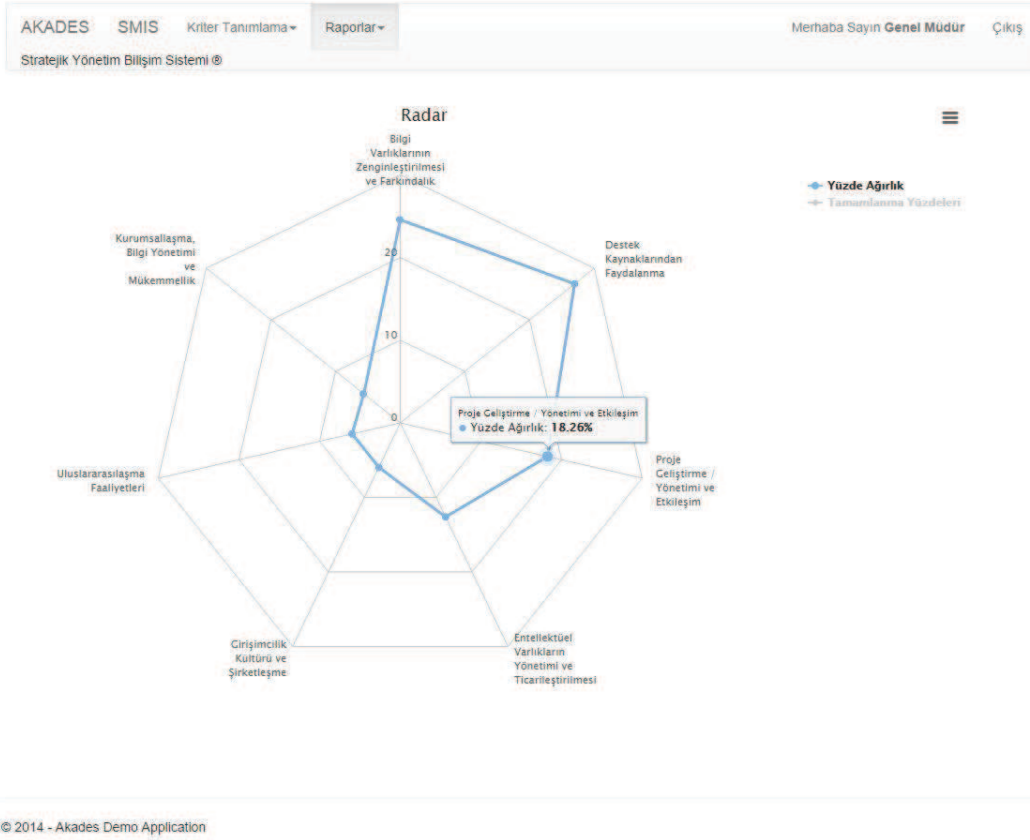 AKADES SMIS Kriter Tanımlama Raporlar Merhaba Sayın Genel Müdür Çıkış
Stratejik Yönetim Bilişim Sistemi ®
Radar
Bilgi
Varlıklarının
Zenginleştirilmesi
ve Farkındalık
Yüzde Ağırlık
Tamamlanma Yüzdeleri
Kurumsallaşma,
Bilgi Yönetimi
ve
Mükemmellik
Destek
Kaynaklarından
Faydalanma
20
10
0
Proje Geliştirme / Yönetimi ve Etkileşim
Yüzde Ağırlık: 18.26%
Proje
Geliştirme /
Yönetimi ve
Etkileşim
Uluslararasılaşma
Faaliyetleri
Girişimcilik
Kültürü ve
Şirketleşme
Entellektüel
Varlıkların
Yönetimi ve
Ticarileştirilmesi
© 2014 - Akades Demo Application